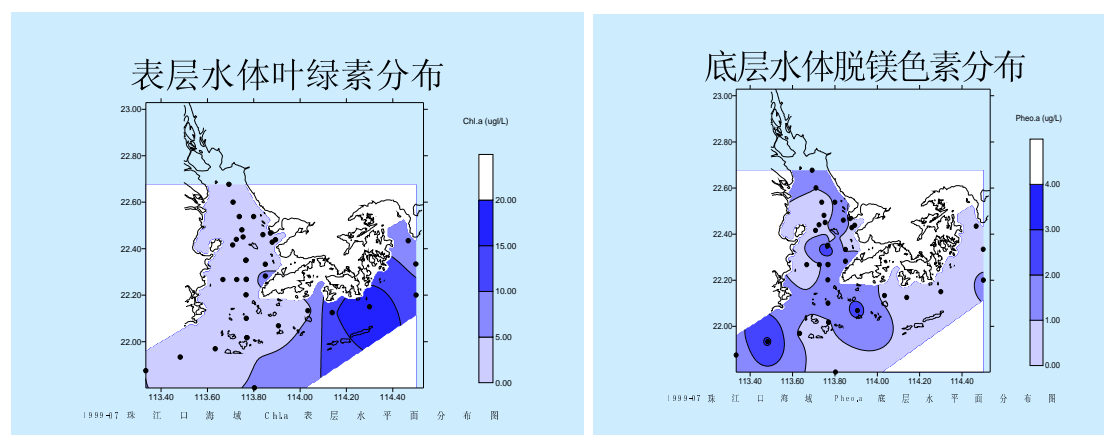 表层水体叶绿素分布
Chl.a (ug/L)
23.00
22.80
22.60
22.40
22.20
22.00
20.00
15.00
10.00
5.00
0.00
113.40 113.60 113.80 114.00 114.20 114.40
1999-07 珠 江 口 海 域 Chl.a 表 层 水 平 面 分 布 图
底层水体脱镁色素分布
Pheo.a (ug/L)
23.00
22.80
22.60
22.40
22.20
22.00
4.00
3.00
2.00
1.00
0.00
113.40 113.60 113.80 114.00 114.20 114.40
1999-07 珠 江 口 海 域 Pheo.a 底 层 水 平 面 分 布 图